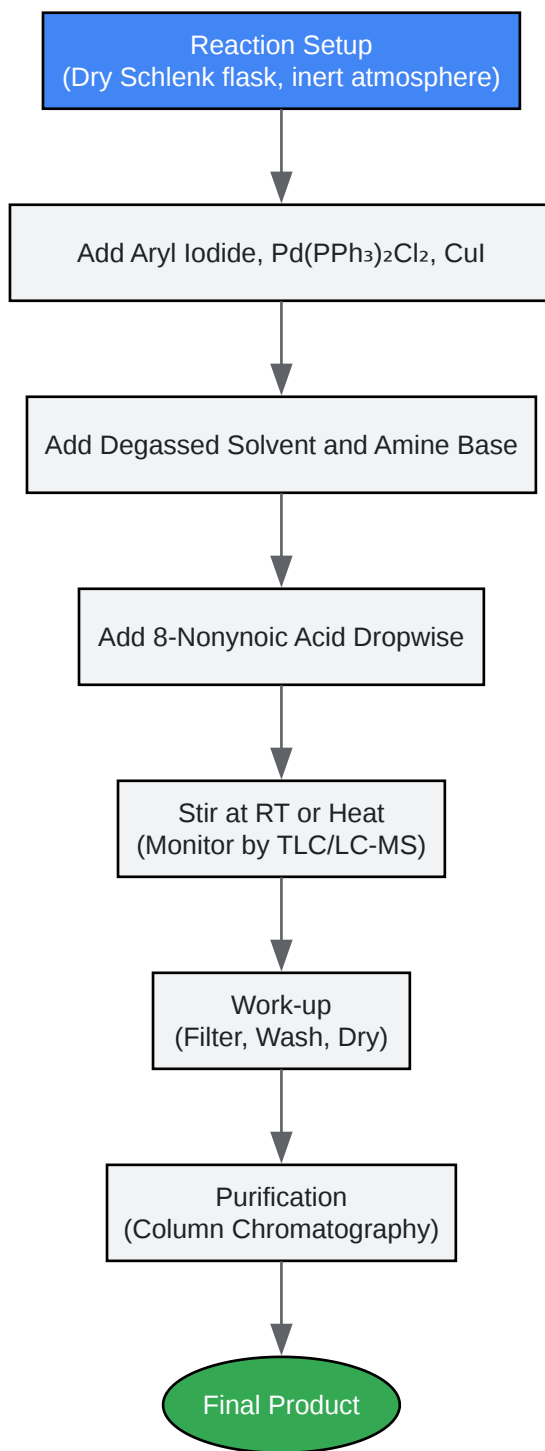 Reaction Setup
(Dry Schlenk flask, inert atmosphere)
Add Aryl Iodide, Pd(PPh₃)₂Cl₂, CuI
Add Degassed Solvent and Amine Base
Add 8-Nonynoic Acid Dropwise
Stir at RT or Heat
(Monitor by TLC/LC-MS)
Work-up
(Filter, Wash, Dry)
Purification
(Column Chromatography)
Final Product